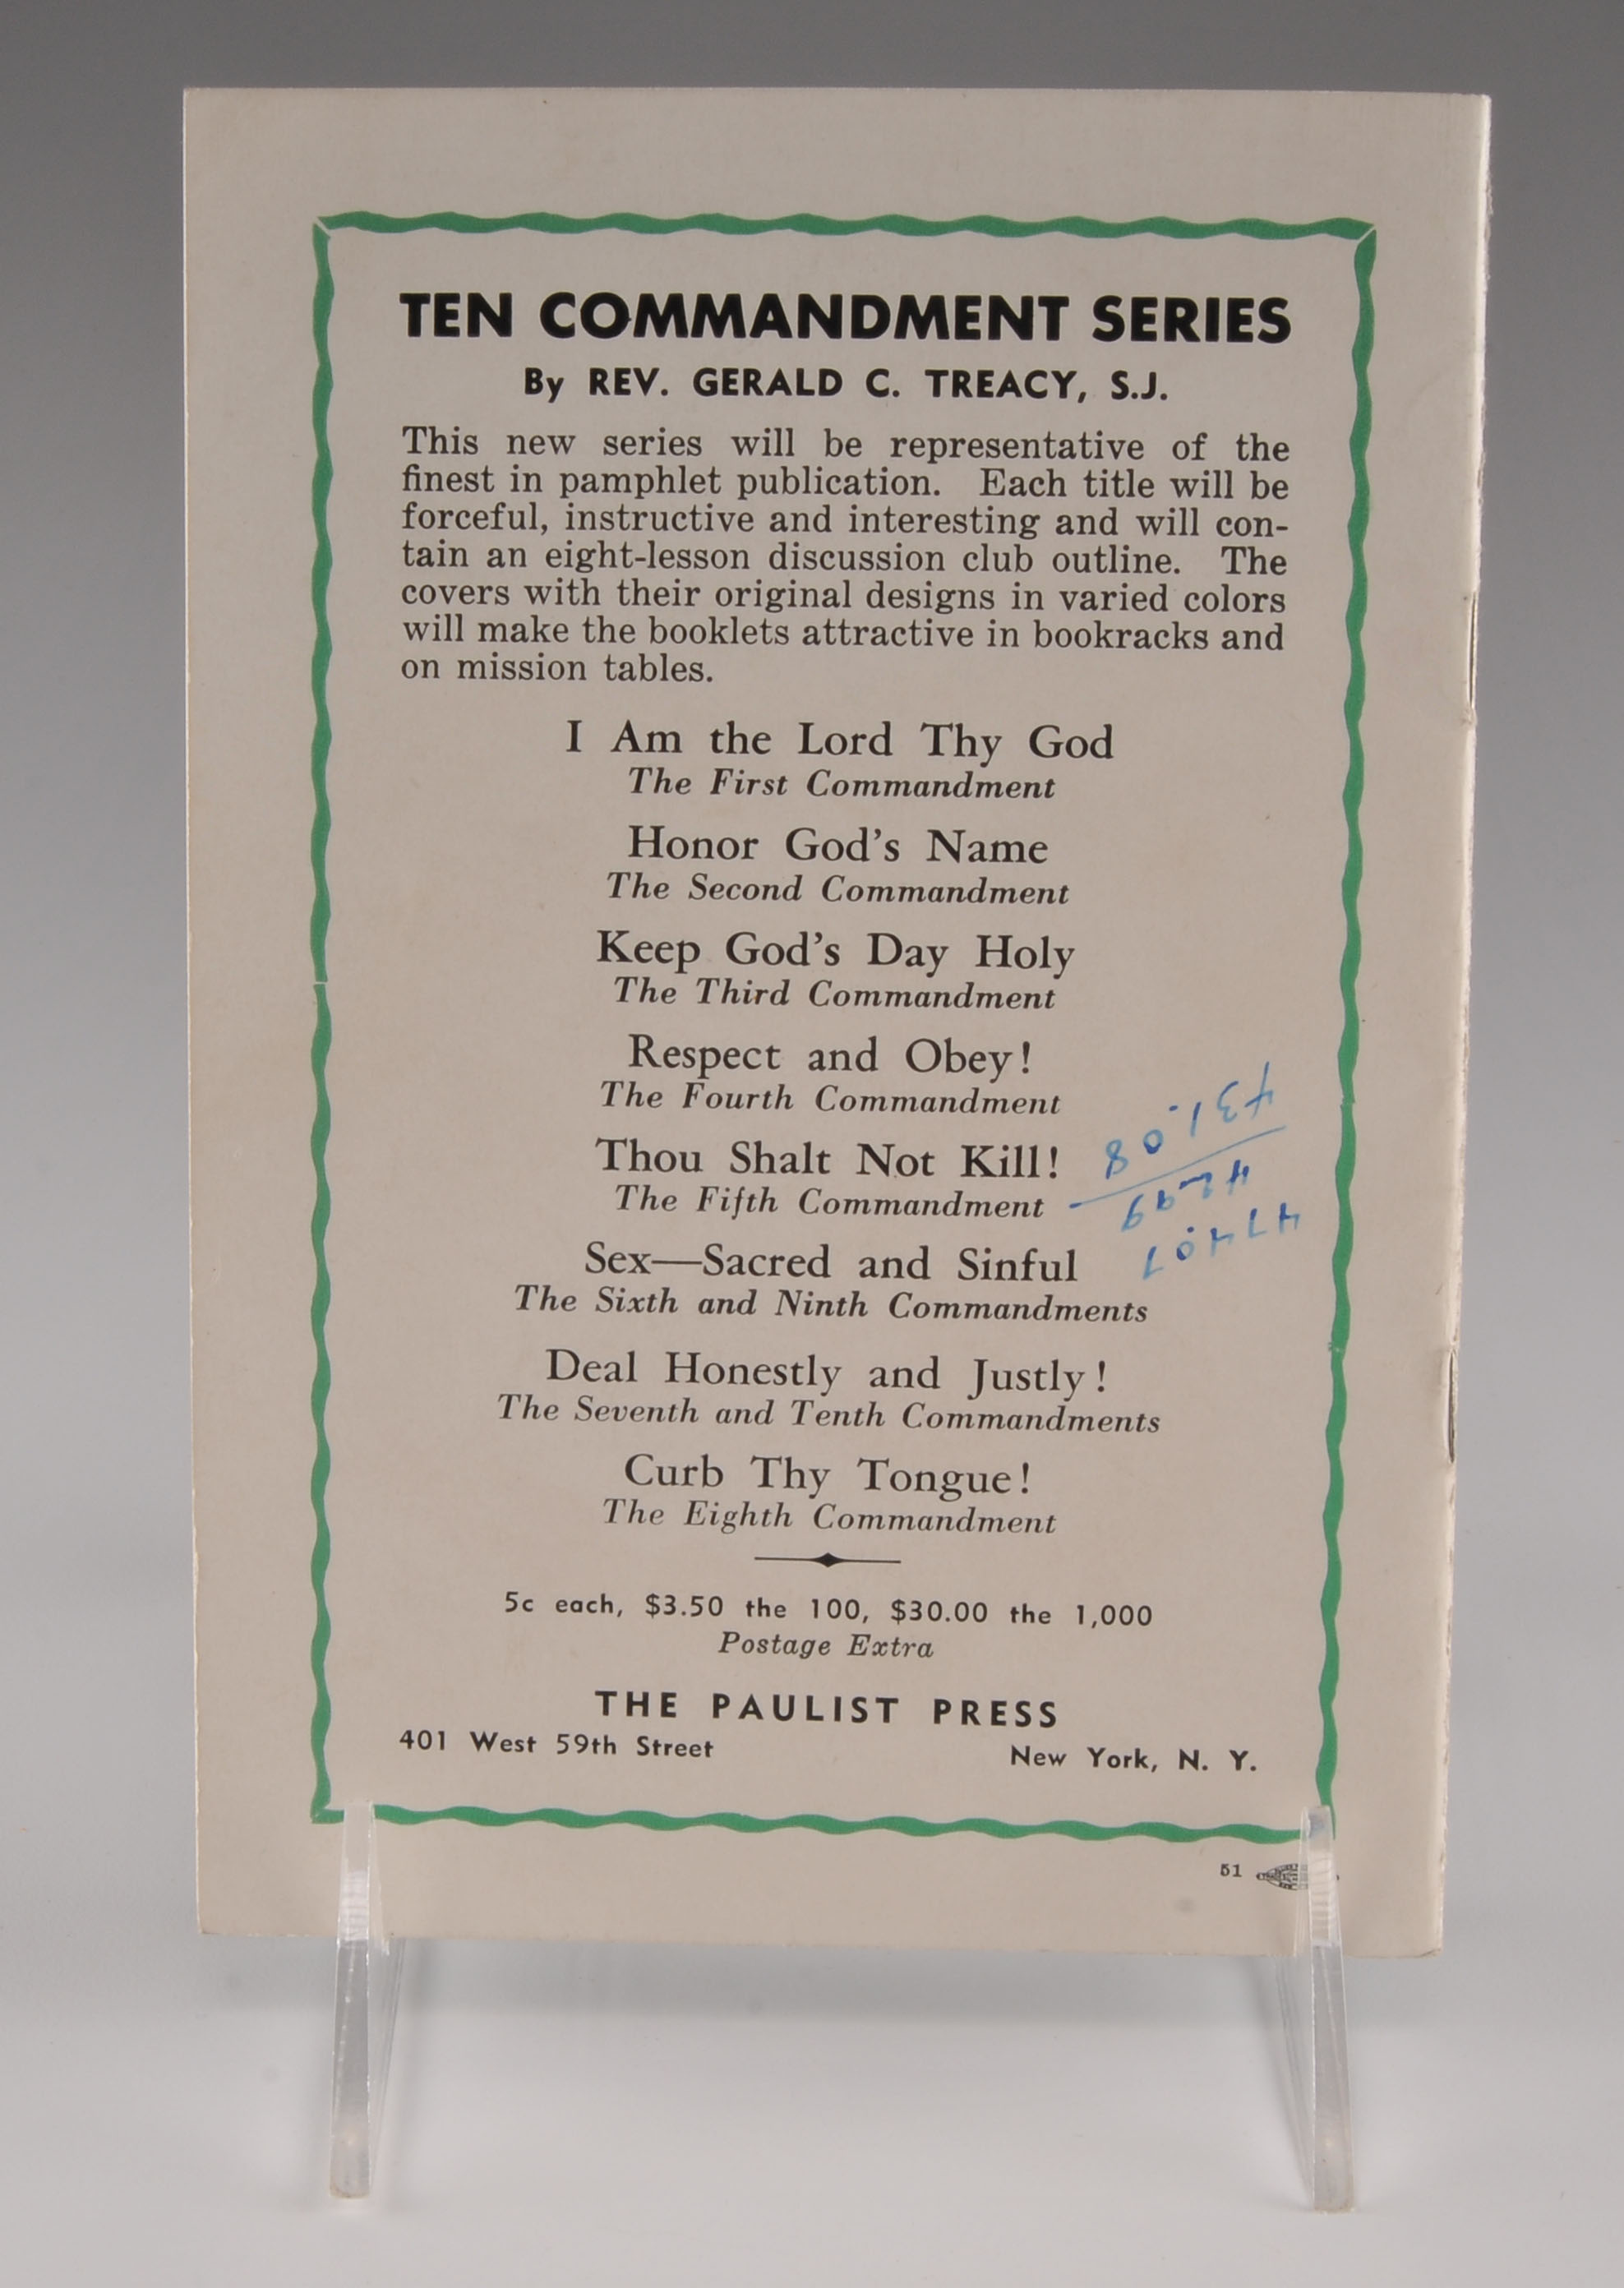 TEN COMMANDMENT SERIES
By REV. GERALD C. TREACY, S.J.
This new series will be representative of the
finest in pamphlet publication. Each title will be
forceful, instructive and interesting and will con-
tain an eight-lesson discussion club outline. The
covers with their original designs in varied colors
will make the booklets attractive in bookracks and
on mission tables.
I Am the Lord Thy God
The First Commandment
Honor God's Name
The Second Commandment
Keep God's Day Holy
The Third Commandment
Respect and Obey!
The Fourth Commandment
Thou Shalt Not Kill!
The Fifth Commandment
Sex—Sacred and Sinful
The Sixth and Ninth Commandments
Deal Honestly and Justly!
The Seventh and Tenth Commandments
Curb Thy Tongue!
The Eighth Commandment
5c each, $3.50 the 100, $30.00 the 1,000
Postage Extra
THE PAULIST PRESS
401 West 59th Street New York, N. Y.
51
474.07
42.99
431.08